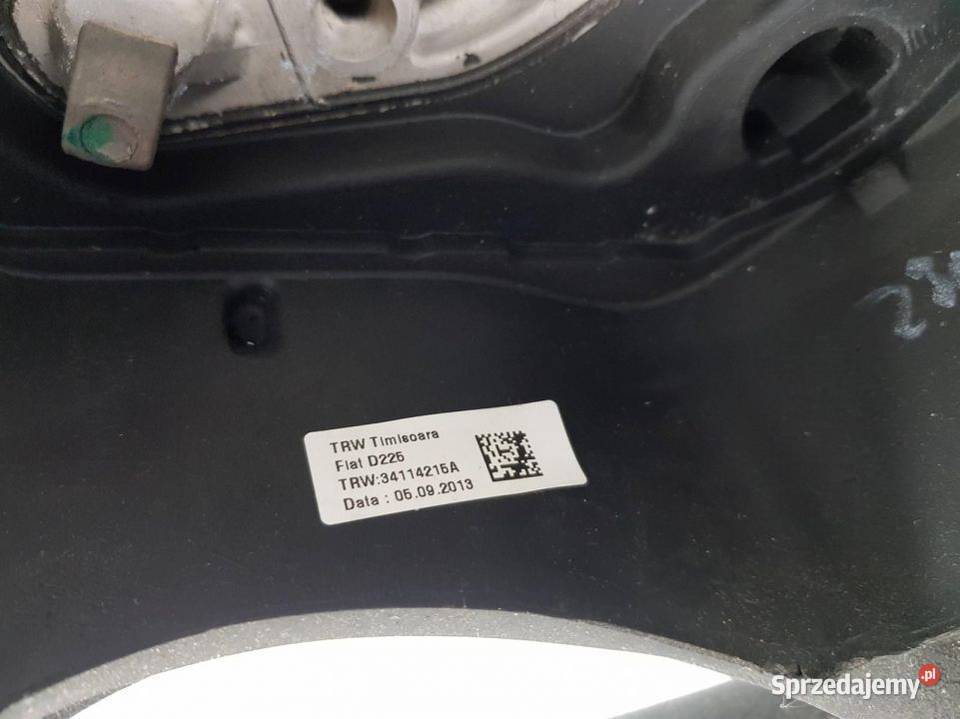 TRW Timisoara
Fiat D225
TRW:34114215A
Data : 05.09.2013
Sprzedajemy.pl